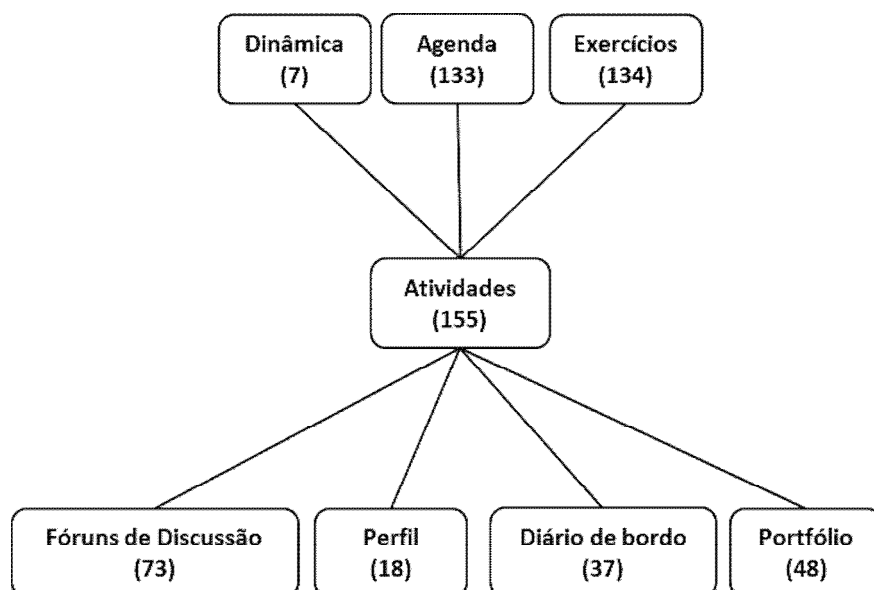 Dinâmica
(7)
Agenda
(133)
Exercícios
(134)
Atividades
(155)
Fóruns de Discussão
(73)
Perfil
(18)
Diário de bordo
(37)
Portfólio
(48)